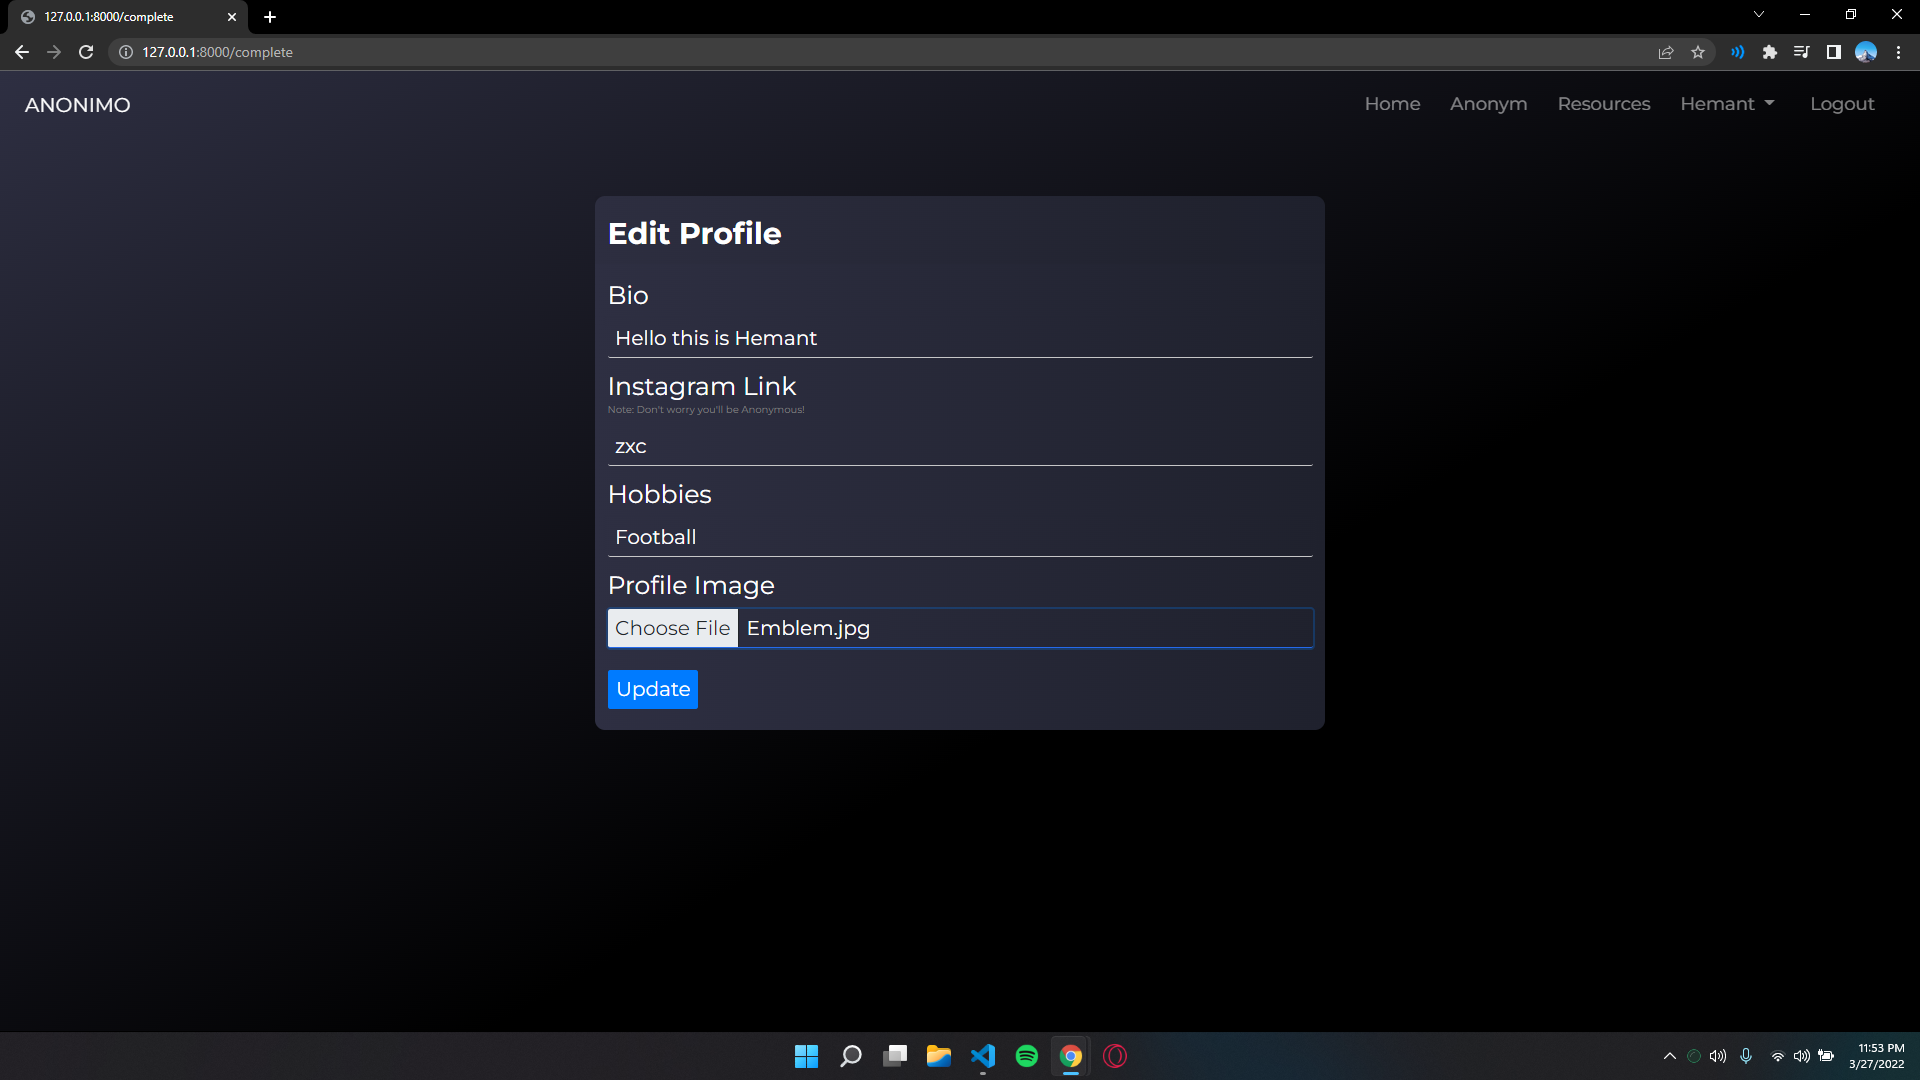 127.0.0.1:8000/complete
127.0.0.1:8000/complete
ANONIMO
Home Anonym Resources Hemant Logout
Edit Profile
Bio
Hello this is Hemant
Instagram Link
Note: Don't worry you'll be Anonymous!
zxc
Hobbies
Football
Profile Image
Choose File Emblem.jpg
Update
11:53 PM
3/27/2022